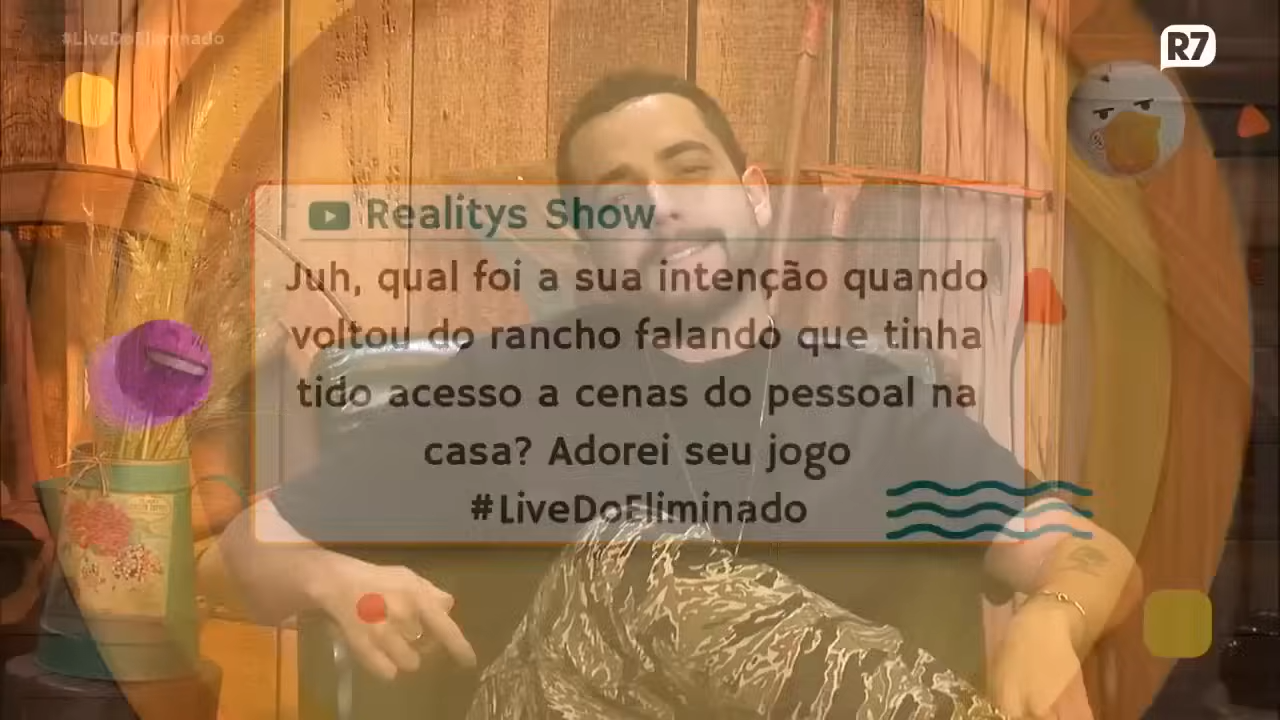 #LiveDoEliminado
R7
Realitys Show
Juh, qual foi a sua intenção quando
voltou do rancho falando que tinha
tido acesso a cenas do pessoal na
casa? Adorei seu jogo
#LiveDoEliminado